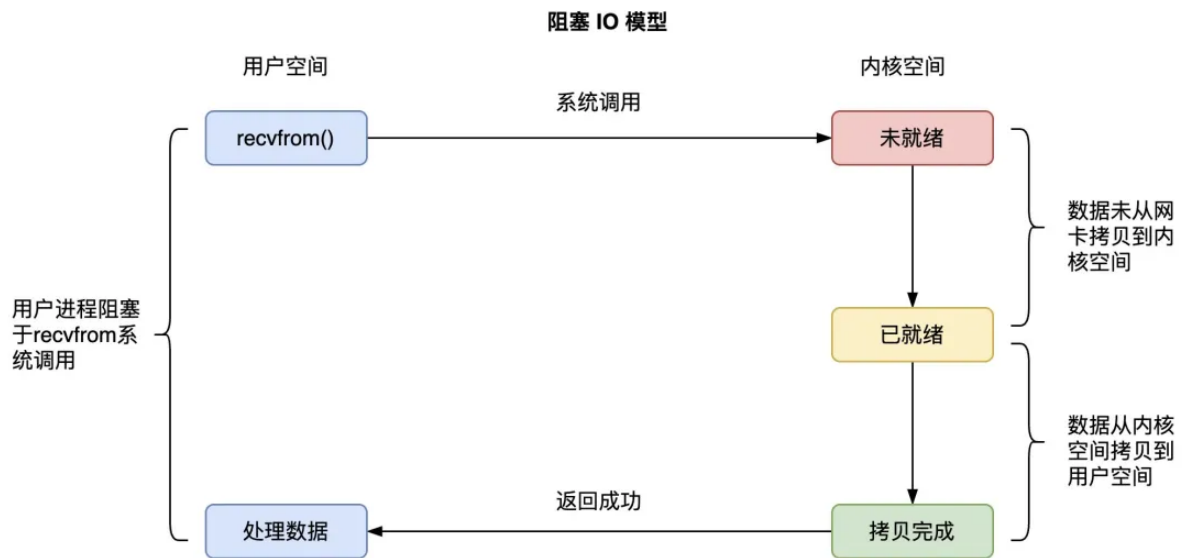 阻塞 IO 模型
用户空间
内核空间
系统调用
recvfrom()
未就绪
数据未从网
卡拷贝到内
核空间
用户进程阻塞
于recvfrom系
统调用
已就绪
数据从内核
空间拷贝到
用户空间
返回成功
处理数据
拷贝完成